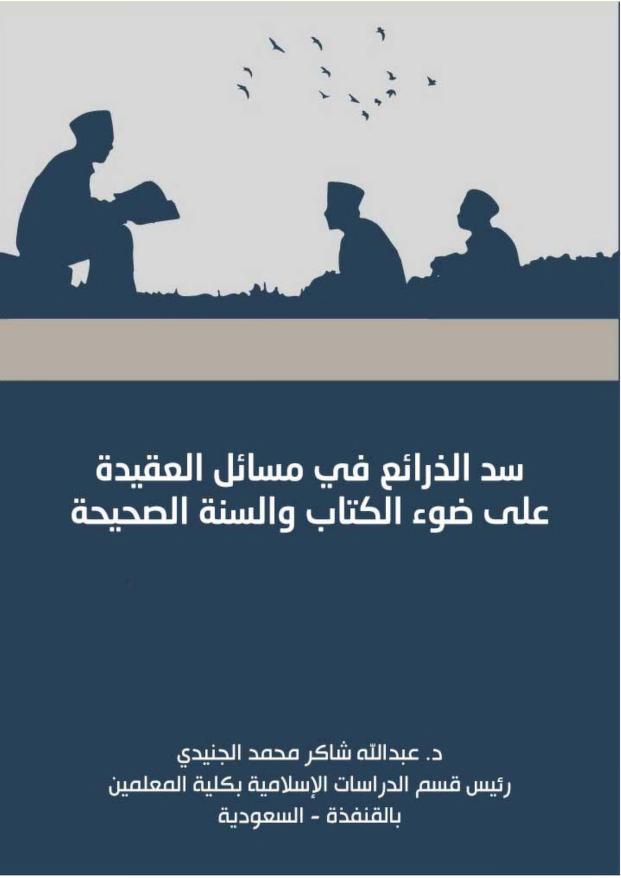 سد الذرائع في مسائل العقيدة
على ضوء الكتاب والسنة الصحيحة
د. عبدالله شاكر محمد الجنيدي
رئيس قسم الدراسات الإسلامية بكلية المعلمين
بالقنفذة - السعودية